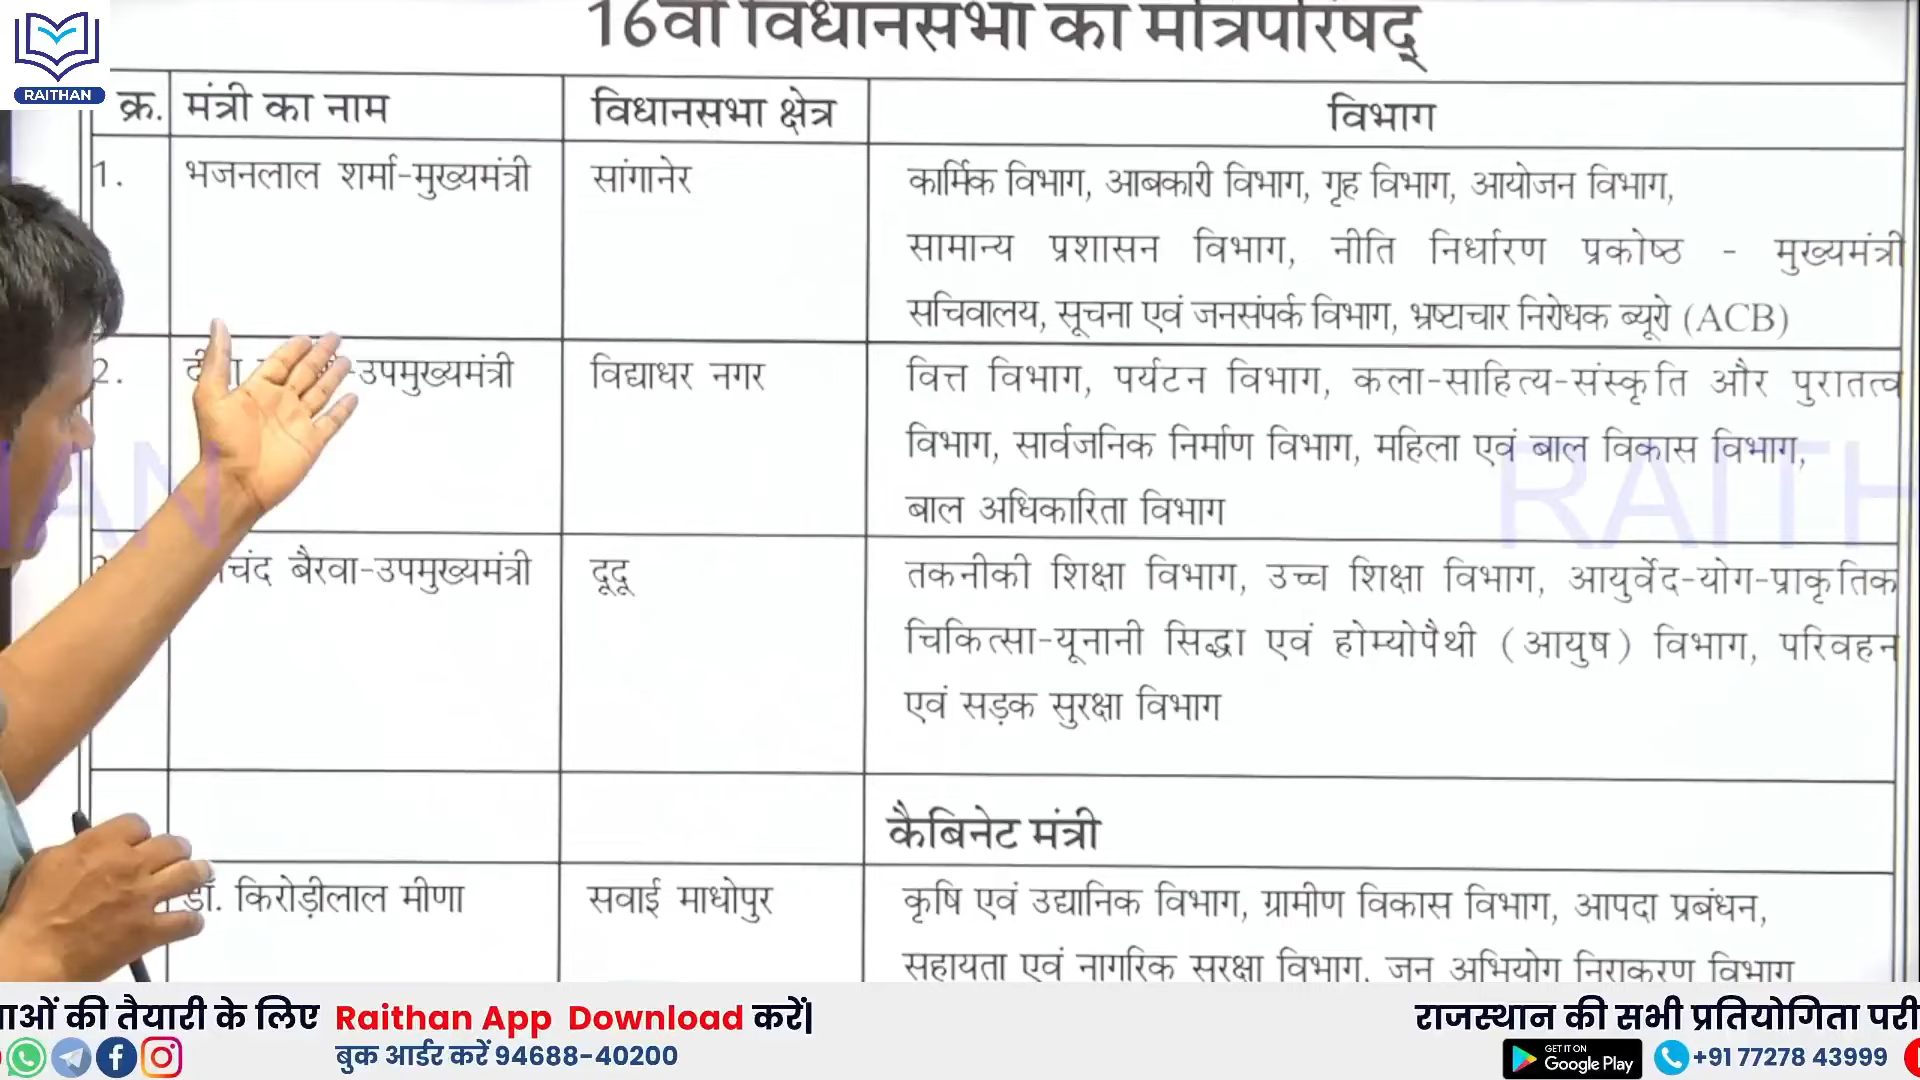 16वीं विधानसभा का मंत्रिपरिषद्
RAITHAN
क्र. मंत्री का नाम विधानसभा क्षेत्र विभाग
1. भजनलाल शर्मा-मुख्यमंत्री सांगानेर कार्मिक विभाग, आबकारी विभाग, गृह विभाग, आयोजन विभाग,
सामान्य प्रशासन विभाग, नीति निर्धारण प्रकोष्ठ - मुख्यमंत्री
सचिवालय, सूचना एवं जनसंपर्क विभाग, भ्रष्टाचार निरोधक ब्यूरो (ACB)
2. -उपमुख्यमंत्री विद्याधर नगर वित्त विभाग, पर्यटन विभाग, कला-साहित्य-संस्कृति और पुरातत्व
विभाग, सार्वजनिक निर्माण विभाग, महिला एवं बाल विकास विभाग,
बाल अधिकारिता विभाग
चंद बैरवा-उपमुख्यमंत्री दूदू तकनीकी शिक्षा विभाग, उच्च शिक्षा विभाग, आयुर्वेद-योग-प्राकृतिक
चिकित्सा-यूनानी सिद्धा एवं होम्योपैथी (आयुष) विभाग, परिवहन
एवं सड़क सुरक्षा विभाग
कैबिनेट मंत्री
डॉ. किरोड़ीलाल मीणा सवाई माधोपुर कृषि एवं उद्यानिक विभाग, ग्रामीण विकास विभाग, आपदा प्रबंधन,
सहायता एवं नागरिक सुरक्षा विभाग, जन अभियोग निराकरण विभाग
HAN RAITH
ाओं की तैयारी के लिए Raithan App Download करें|
बुक आर्डर करें 94688-40200
राजस्थान की सभी प्रतियोगिता परी
GET IT ON
Google Play
+91 77278 43999